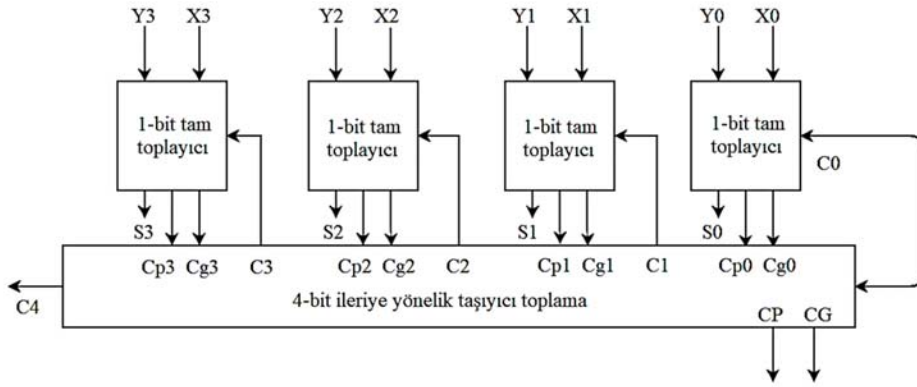 Y3 X3 Y2 X2 Y1 X1 Y0 X0
1-bit tam toplayıcı
1-bit tam toplayıcı
1-bit tam toplayıcı
1-bit tam toplayıcı
C0
S3 S2 S1 S0
Cp3 Cg3 C3 Cp2 Cg2 C2 Cp1 Cg1 C1 Cp0 Cg0
C4
4-bit ileriye yönelik taşıyıcı toplama
CP CG